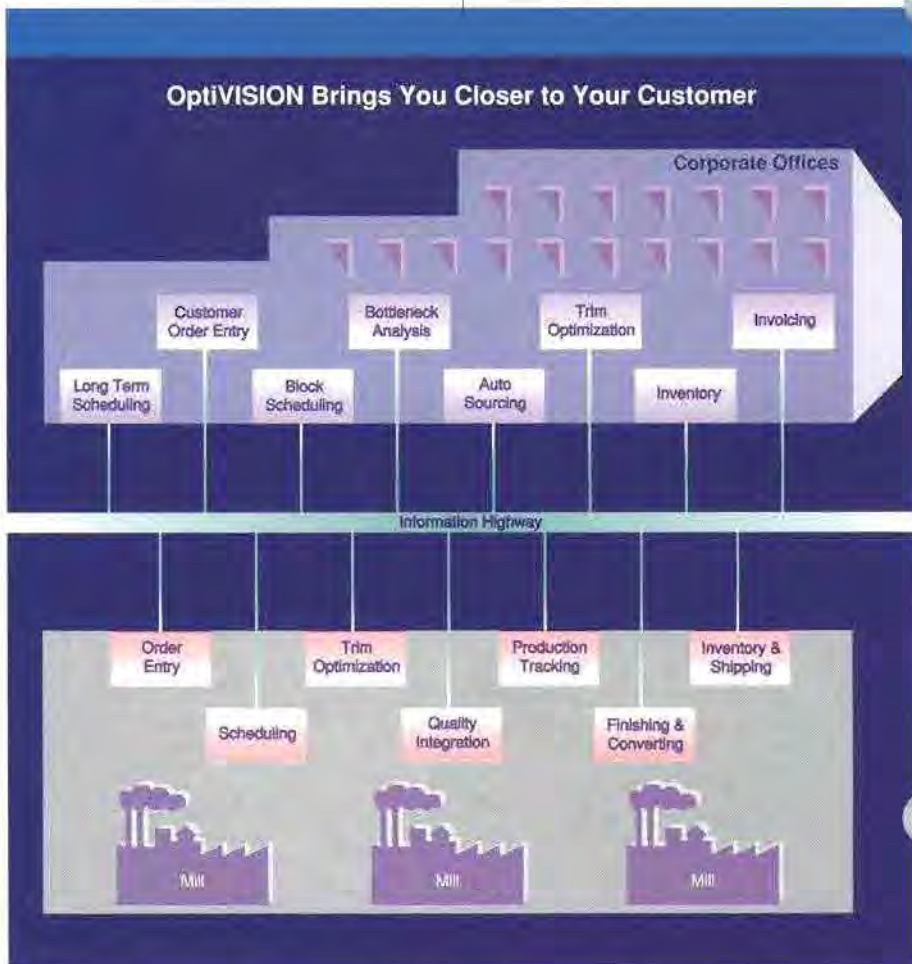 OptiVISION Brings You Closer to Your Customer
Corporate Offices
Customer
Order Entry
Bottleneck
Analysis
Trim
Optimization
Invoicing
Long Term
Scheduling
Block
Scheduling
Auto
Sourcing
Inventory
Information Highway
Order
Entry
Trim
Optimization
Production
Tracking
Inventory &
Shipping
Scheduling
Quality
Integration
Finishing &
Converting
Mill
Mill
Mill